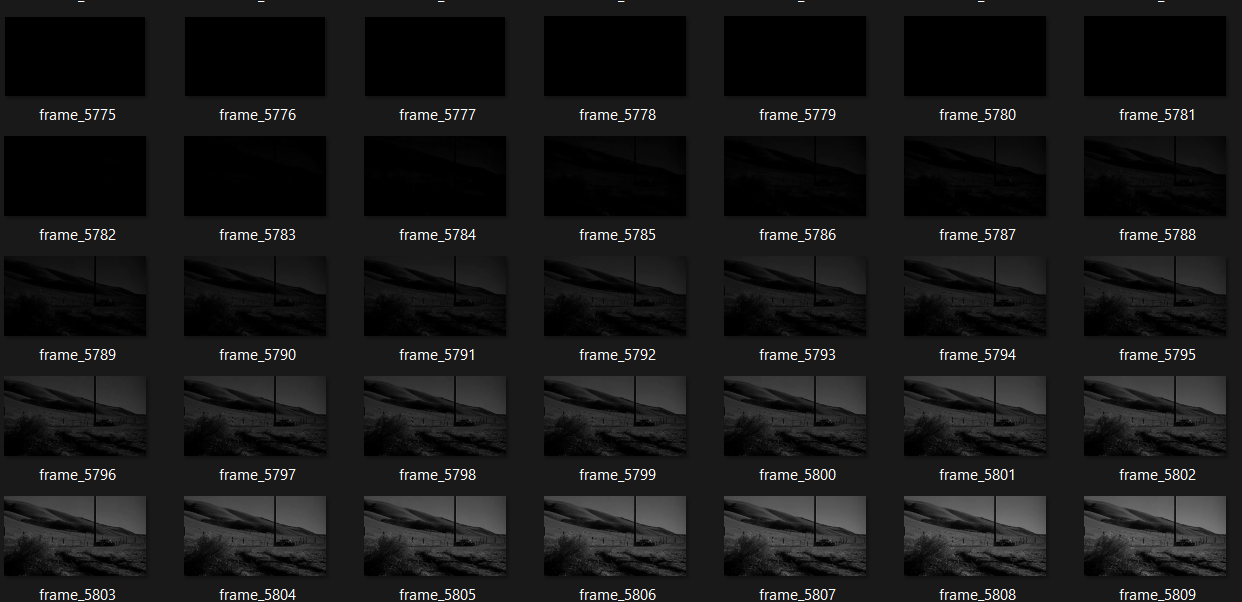 frame_5775 frame_5776 frame_5777 frame_5778 frame_5779 frame_5780 frame_5781
frame_5782 frame_5783 frame_5784 frame_5785 frame_5786 frame_5787 frame_5788
frame_5789 frame_5790 frame_5791 frame_5792 frame_5793 frame_5794 frame_5795
frame_5796 frame_5797 frame_5798 frame_5799 frame_5800 frame_5801 frame_5802
frame_5803 frame_5804 frame_5805 frame_5806 frame_5807 frame_5808 frame_5809